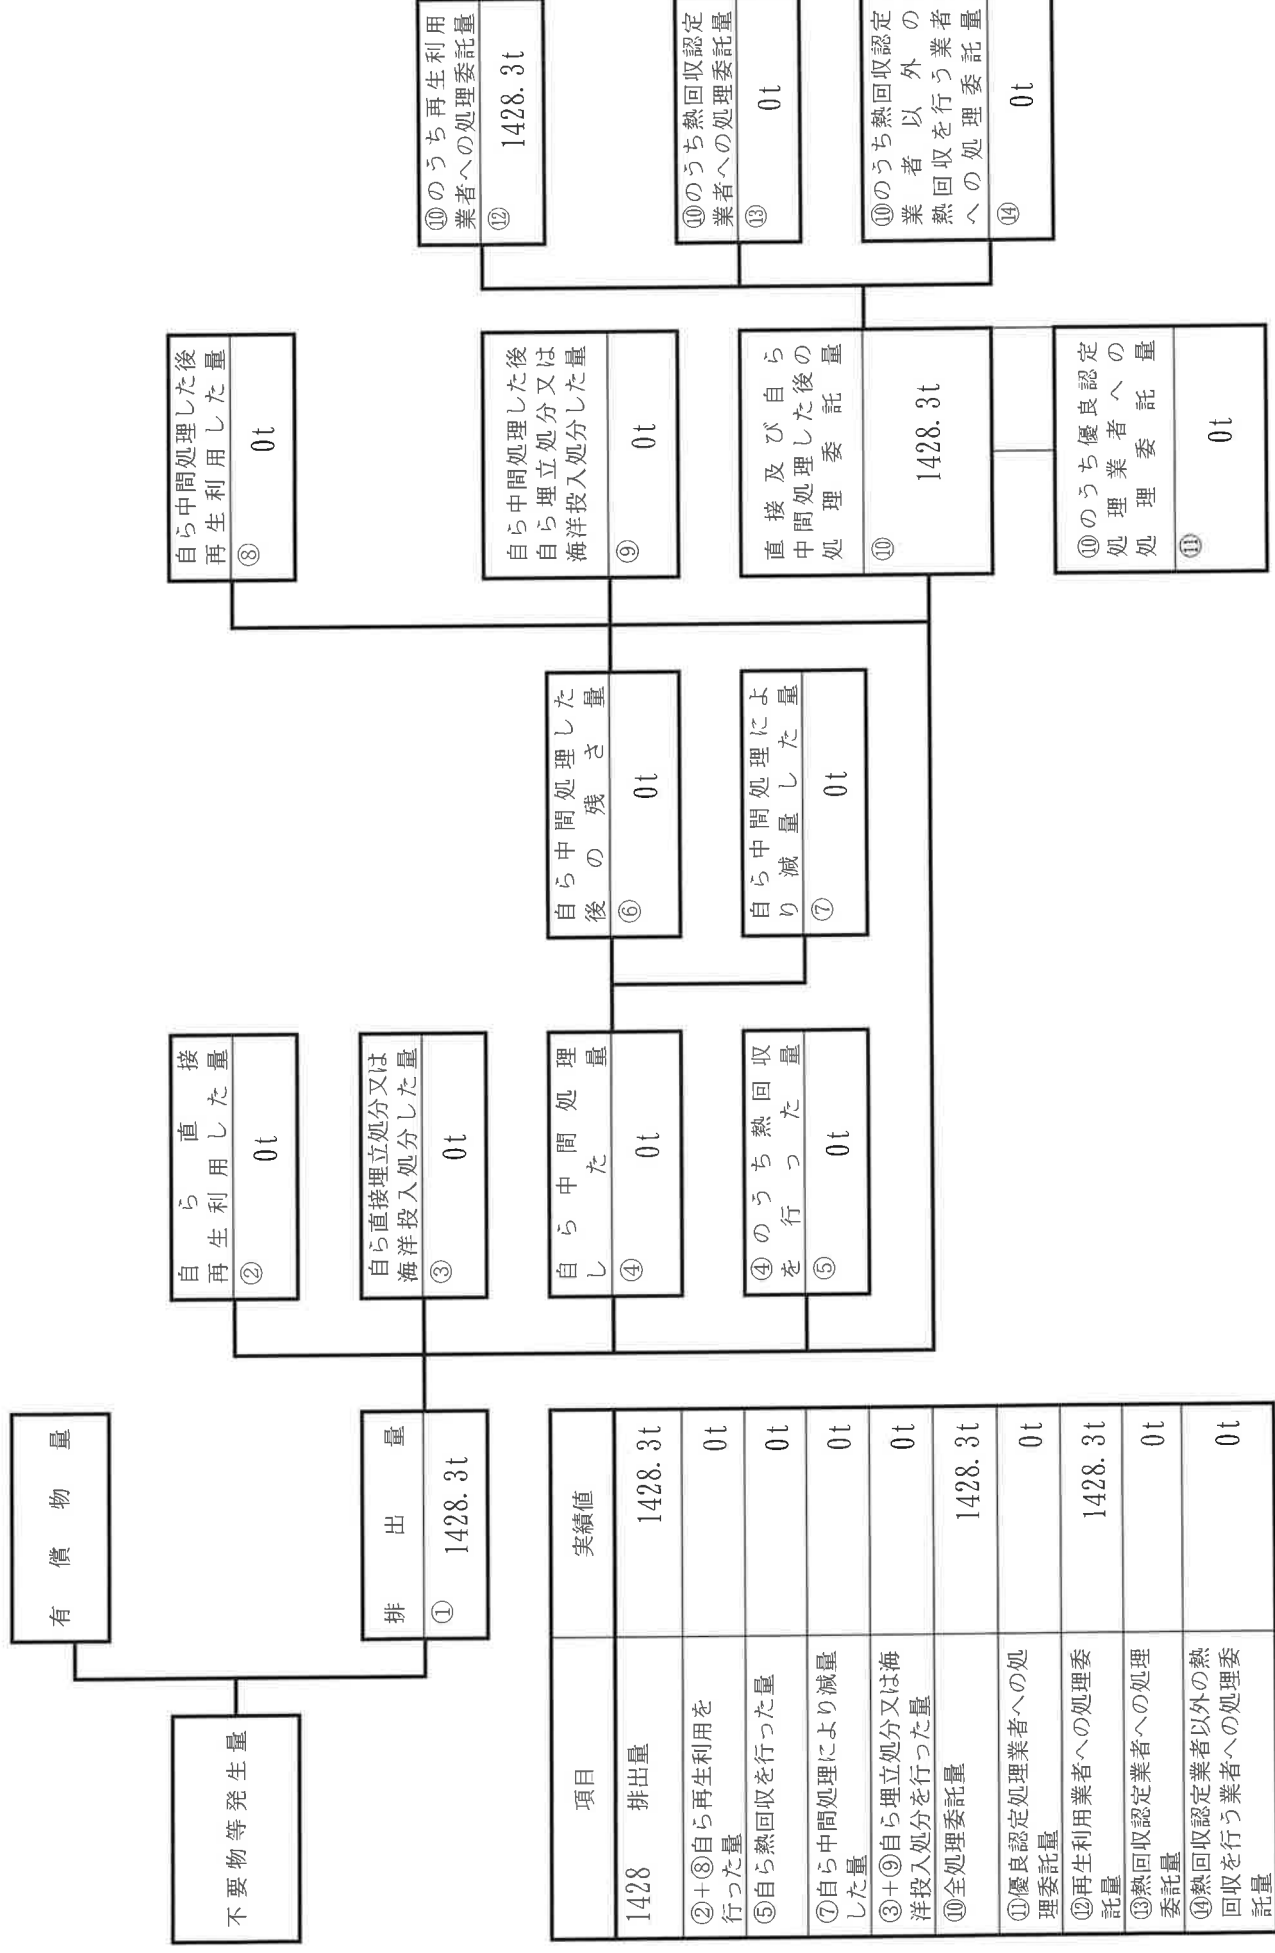 不要物等発生量
有償物量
排出量
① 1428.3t
自ら直接
再生利用した量
② 0t
自ら直接埋立処分又は
海洋投入処分した量
③ 0t
自ら中間処理
した量
④ 0t
④のうち熱回収
を行った量
⑤ 0t
自ら中間処理した
後の残さ量
⑥ 0t
自ら中間処理によ
り減量した量
⑦ 0t
自ら中間処理した後
再生利用した量
⑧ 0t
自ら中間処理した後
自ら埋立処分又は
海洋投入処分した量
⑨ 0t
直接及び自ら
中間処理した後の
処理委託量
⑩ 1428.3t
⑩のうち優良認定
処理業者への
処理委託量
⑪ 0t
⑩のうち再生利用
業者への処理委託量
⑫ 1428.3t
⑩のうち熱回収認定
業者への処理委託量
⑬ 0t
⑩のうち熱回収認定
業者以外の
熱回収を行う業者
への処理委託量
⑭ 0t
項目 実績値
1428 排出量 1428.3t
②+⑧自ら再生利用を
行った量 0t
⑤自ら熱回収を行った量 0t
⑦自ら中間処理により減量
した量 0t
③+⑨自ら埋立処分又は海
洋投入処分を行った量 0t
⑩全処理委託量 1428.3t
⑪優良認定処理業者への処
理委託量 0t
⑫再生利用業者への処理委
託量 1428.3t
⑬熱回収認定業者への処理
委託量 0t
⑭熱回収認定業者以外の熱
回収を行う業者への処理委
託量 0t